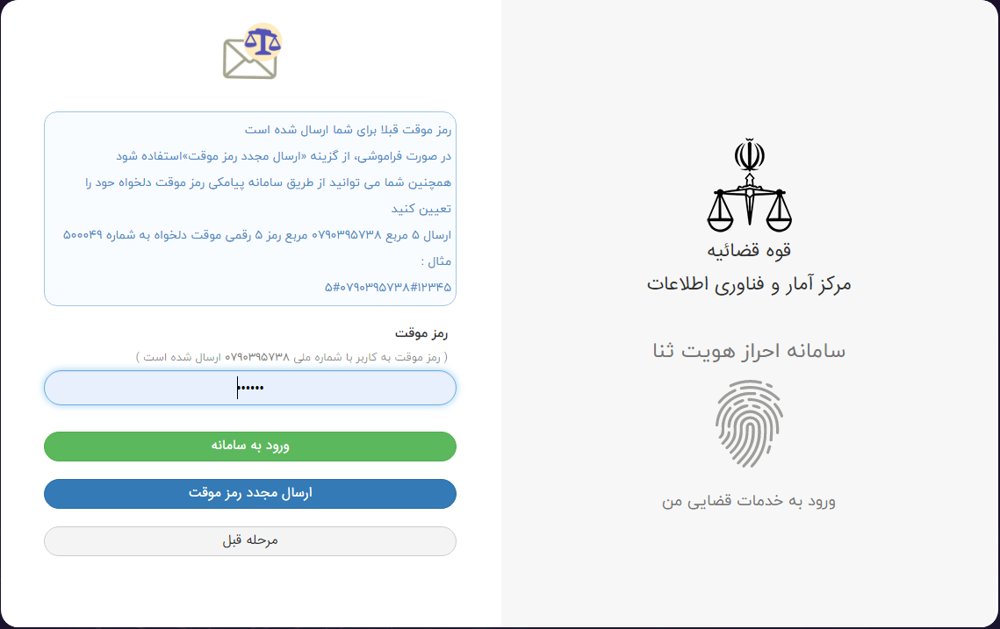 رمز موقت قبلا برای شما ارسال شده است
در صورت فراموشی، از گزینه «ارسال مجدد رمز موقت»استفاده شود
همچنین شما می توانید از طریق سامانه پیامکی رمز موقت دلخواه خود را
تعیین کنید
ارسال ۵ مربع ۰۷۹۰۳۹۵۷۳۸ مربع رمز ۵ رقمی موقت دلخواه به شماره ۵۰۰۰۴۹
مثال :
۵#۰۷۹۰۳۹۵۷۳۸#۱۲۳۴۵
رمز موقت
( رمز موقت به کاربر با شماره ملی ۰۷۹۰۳۹۵۷۳۸ ارسال شده است )
ورود به سامانه
ارسال مجدد رمز موقت
مرحله قبل
قوه قضائیه
مرکز آمار و فناوری اطلاعات
سامانه احراز هویت ثنا
ورود به خدمات قضایی من